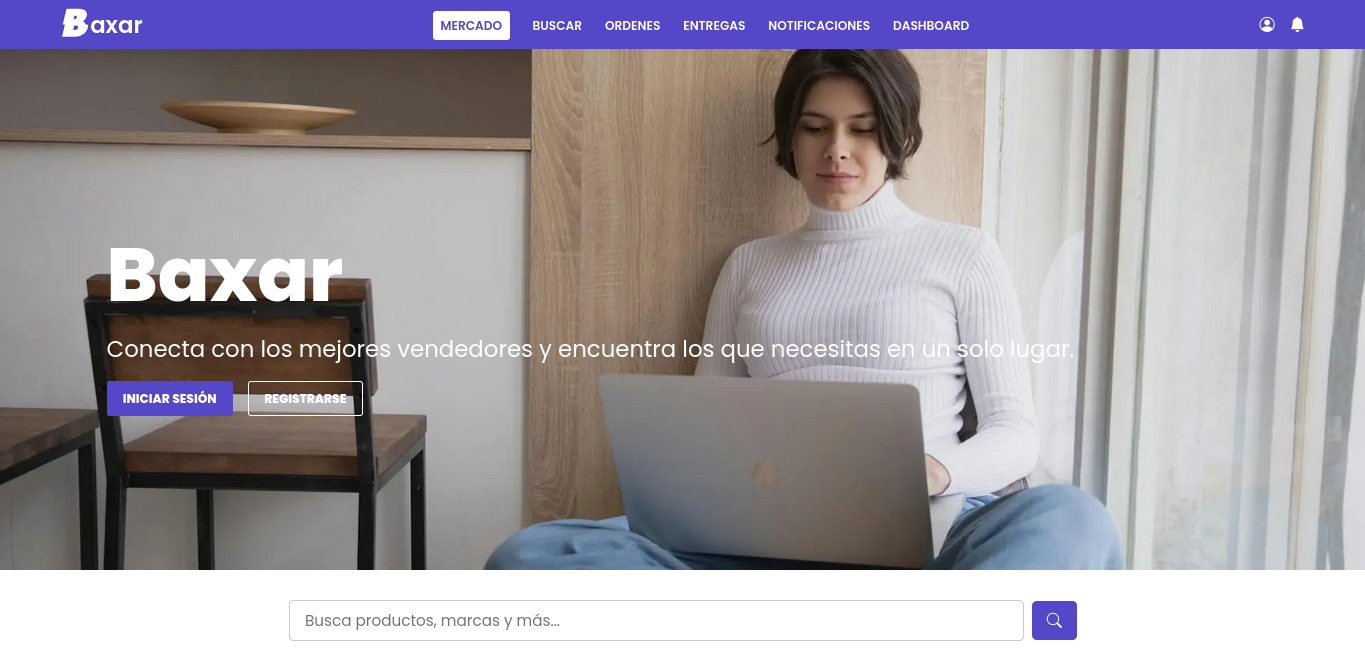 Baxar
MERCADO BUSCAR ORDENES ENTREGAS NOTIFICACIONES DASHBOARD
Baxar
Conecta con los mejores vendedores y encuentra los que necesitas en un solo lugar.
INICIAR SESIÓN REGISTRARSE
Busca productos, marcas y más...